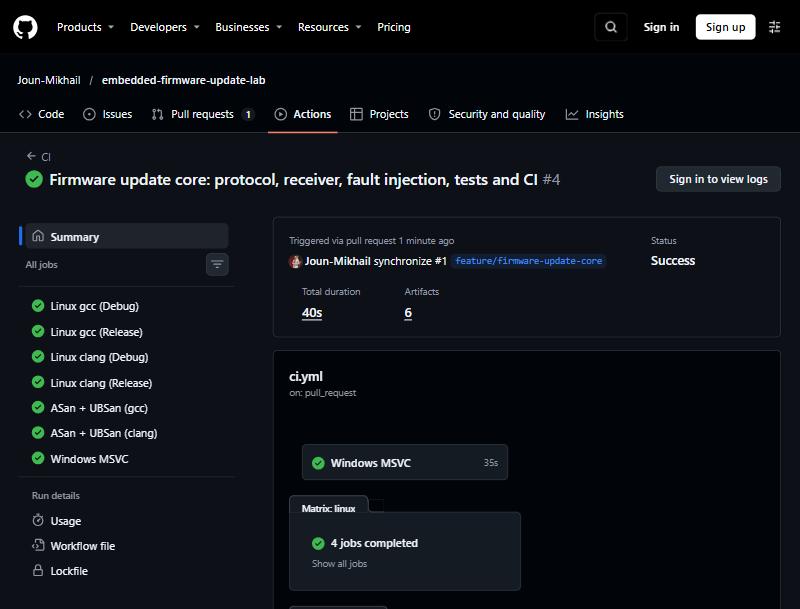 Products Developers Businesses Resources Pricing Sign in Sign up
Joun-Mikhail / embedded-firmware-update-lab
Code Issues Pull requests 1 Actions Projects Security and quality Insights
CI
Firmware update core: protocol, receiver, fault injection, tests and CI #4
Sign in to view logs
Summary
All jobs
Linux gcc (Debug)
Linux gcc (Release)
Linux clang (Debug)
Linux clang (Release)
ASan + UBSan (gcc)
ASan + UBSan (clang)
Windows MSVC
Run details
Usage
Workflow file
Lockfile
Triggered via pull request 1 minute ago
Joun-Mikhail synchronize #1 feature/firmware-update-core
Status
Success
Total duration
40s
Artifacts
6
ci.yml
on: pull_request
Windows MSVC 35s
Matrix: linux
4 jobs completed
Show all jobs